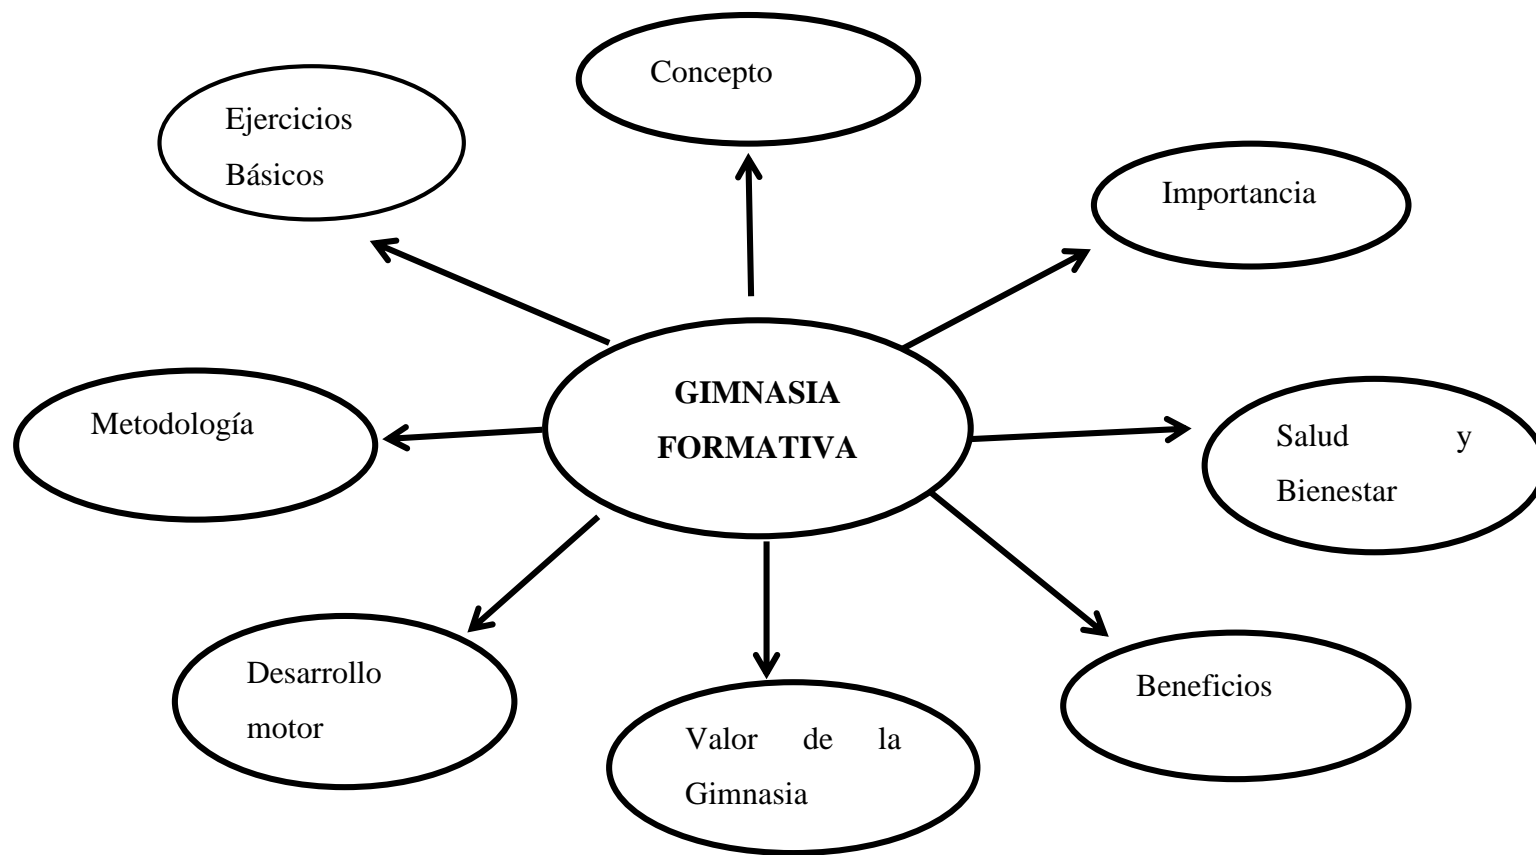 Concepto
Ejercicios
Básicos
Importancia
GIMNASIA
FORMATIVA
Metodología
Salud y
Bienestar
Desarrollo
motor
Beneficios
Valor de la
Gimnasia